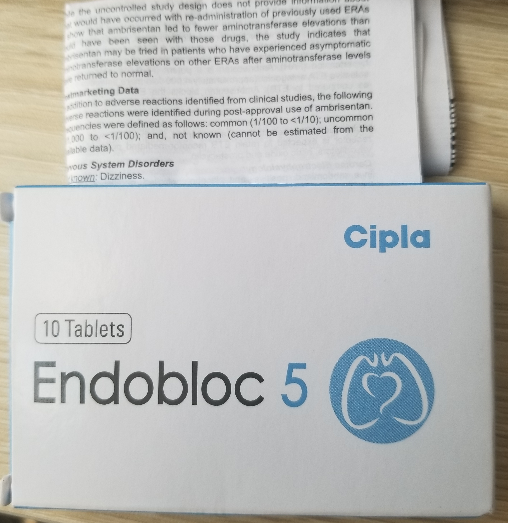 the uncontrolled study design does not provide
would have occurred with re-administration of previously used ERAs
show that ambrisentan led to fewer aminotransferase elevations than
have been seen with those drugs, the study indicates that
may be tried in patients who have experienced asymptomatic
elevations on other ERAs after aminotransferase levels
returned to normal.
Data
addition to adverse reactions identified from clinical studies, the following
reactions were identified during post-approval use of ambrisentan.
were defined as follows: common (1/100 to <1/10); uncommon
to <1/100); and, not known (cannot be estimated from the
data).
System Disorders
Dizziness.
Cipla
10 Tablets
Endobloc 5